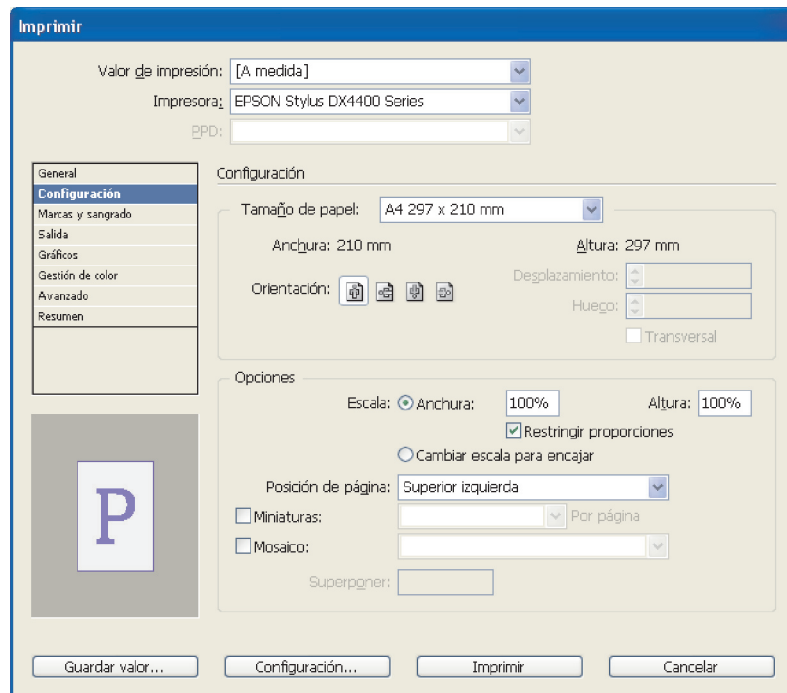 Imprimir
Valor de impresión: [A medida]
Impresora: EPSON Stylus DX4400 Series
PPD:
General
Configuración
Marcas y sangrado
Salida
Gráficos
Gestión de color
Avanzado
Resumen
Configuración
Tamaño de papel: A4 297 x 210 mm
Anchura: 210 mm Altura: 297 mm
Orientación:
Desplazamiento:
Hueco:
Transversal
Opciones
Escala: Anchura: 100% Altura: 100%
Restringir proporciones
Cambiar escala para encajar
Posición de página: Superior izquierda
Miniaturas: Por página
Mosaico:
Superponer:
P
Guardar valor... Configuración... Imprimir Cancelar